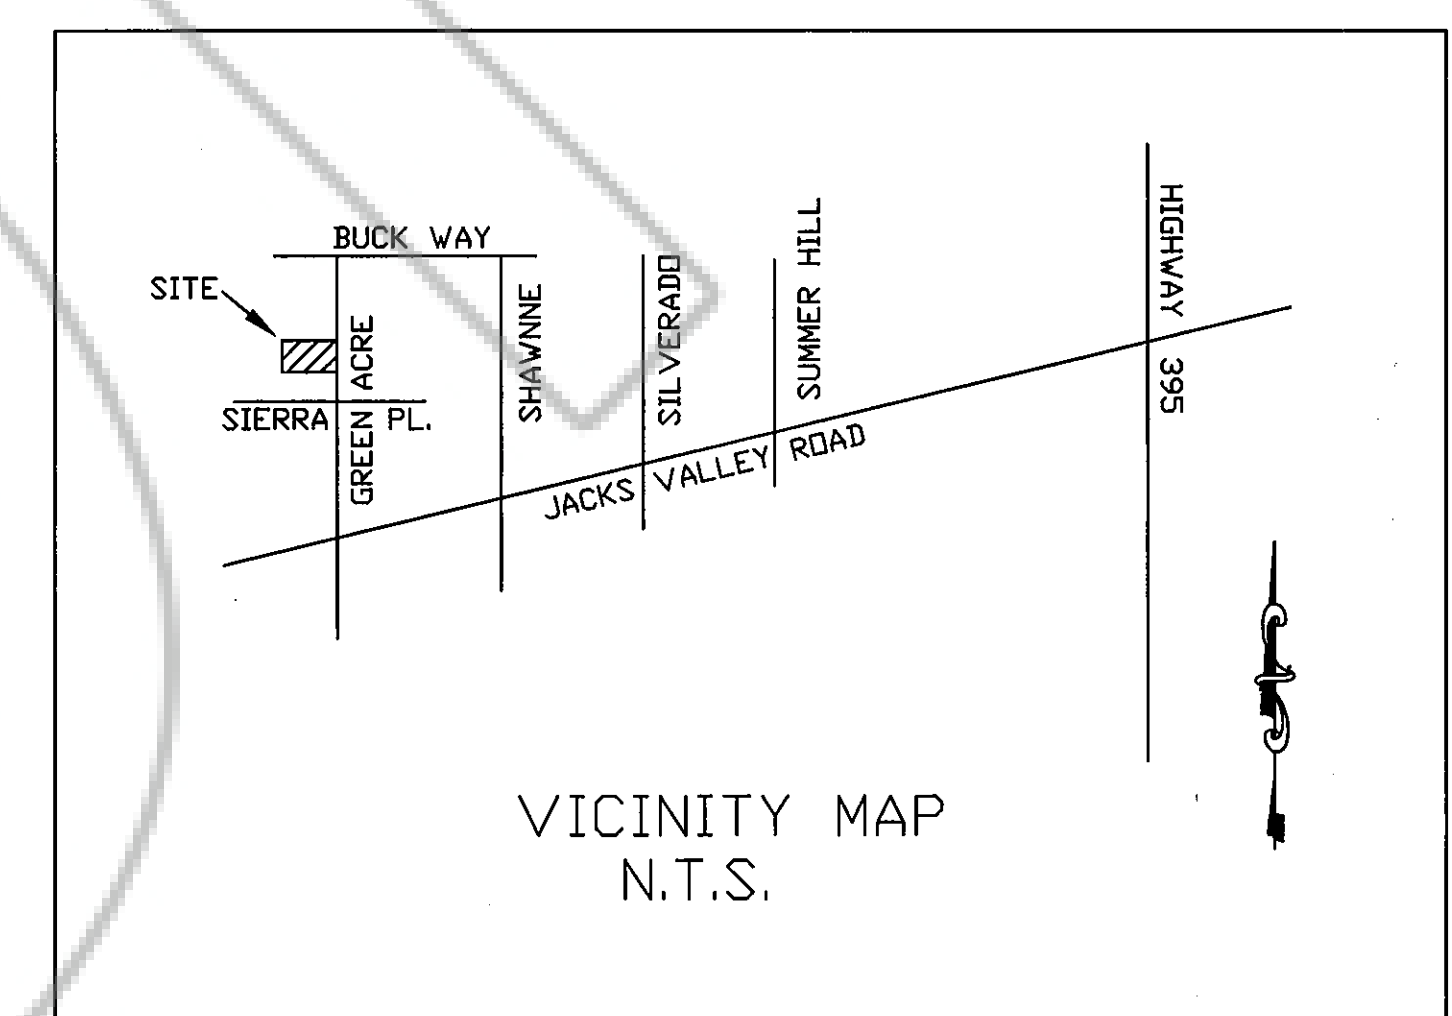 BUCK WAY
SITE
GREEN ACRE
SIERRA PL.
SHAWNNE
SILVERADO
SUMMER HILL
HIGHWAY 395
JACKS VALLEY ROAD
VICINITY MAP
N.T.S.